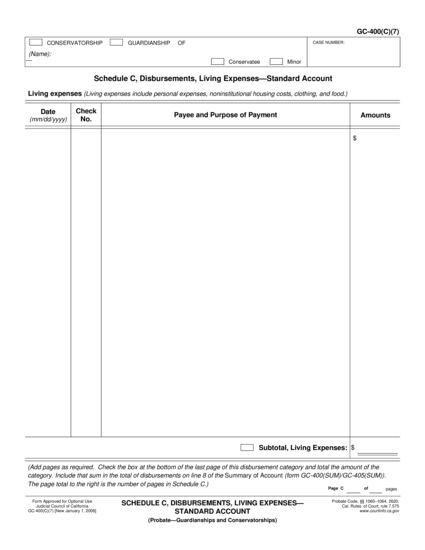 GC-400(C)(7)
CONSERVATORSHIP GUARDIANSHIP OF
CASE NUMBER:
(Name):
Conservatee Minor
Schedule C, Disbursements, Living Expenses—Standard Account
Living expenses (Living expenses include personal expenses, noninstitutional housing costs, clothing, and food.)
Date
(mm/dd/yyyy)
Check
No.
Payee and Purpose of Payment
Amounts
$
Subtotal, Living Expenses: $
(Add pages as required. Check the box at the bottom of the last page of this disbursement category and total the amount of the
category. Include that sum in the total of disbursements on line 8 of the Summary of Account (form GC-400(SUM)/GC-405(SUM)).
The page total to the right is the number of pages in Schedule C.)
Page C of pages
Form Approved for Optional Use
Judicial Council of California
GC-400(C)(7) [New January 1, 2008]
SCHEDULE C, DISBURSEMENTS, LIVING EXPENSES—
STANDARD ACCOUNT
(Probate—Guardianships and Conservatorships)
Probate Code, §§ 1060–1064, 2620;
Cal. Rules of Court, rule 7.575
www.courtinfo.ca.gov